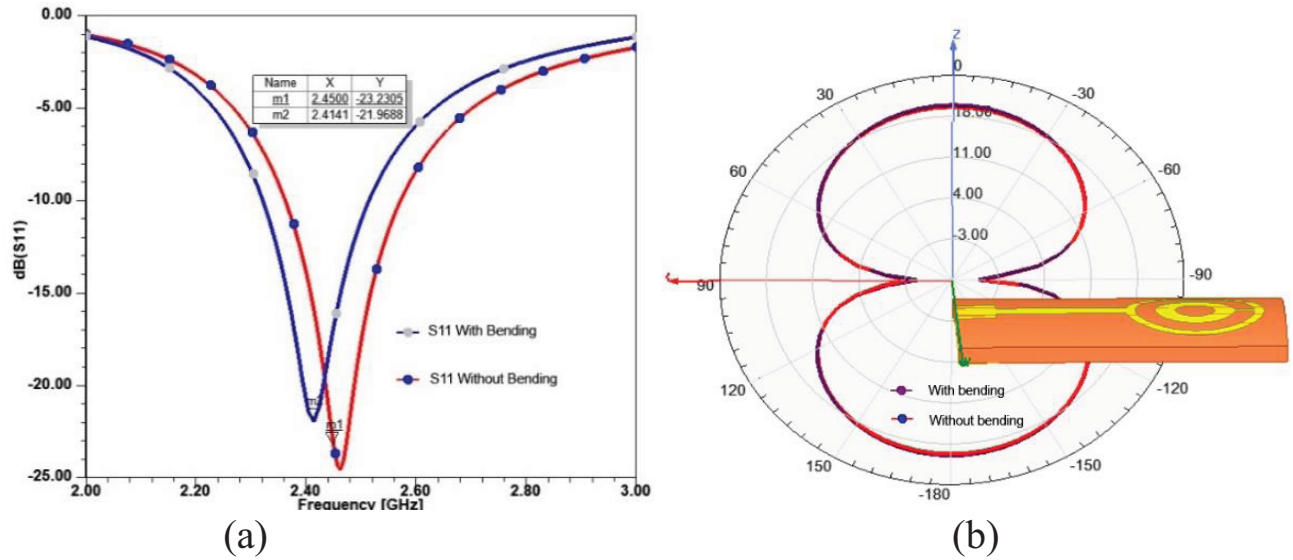 0.00
-5.00
-10.00
-15.00
-20.00
-25.00
dB(S11)
Name X Y
m1 2.4500 -23.2305
m2 2.4141 -21.9688
S11 With Bending
S11 Without Bending
m1
2.00 2.20 2.40 2.60 2.80 3.00
Frequency [GHz]
(a)
Z
0
30 -30
60 -60
90 -90
120 -120
150 -150
-180
18.00
11.00
4.00
-3.00
With bending
Without bending
(b)